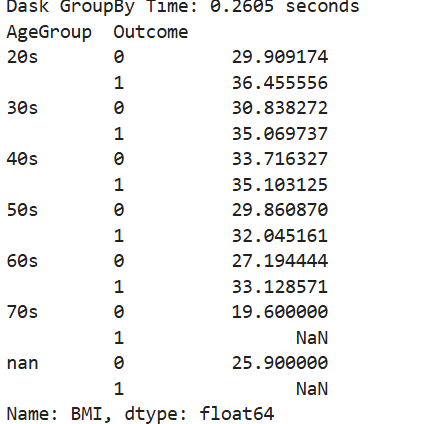 Dask GroupBy Time: 0.2605 seconds
AgeGroup  Outcome
20s       0          29.909174
          1          36.455556
30s       0          30.838272
          1          35.069737
40s       0          33.716327
          1          35.103125
50s       0          29.860870
          1          32.045161
60s       0          27.194444
          1          33.128571
70s       0          19.600000
          1                NaN
nan       0          25.900000
          1                NaN
Name: BMI, dtype: float64